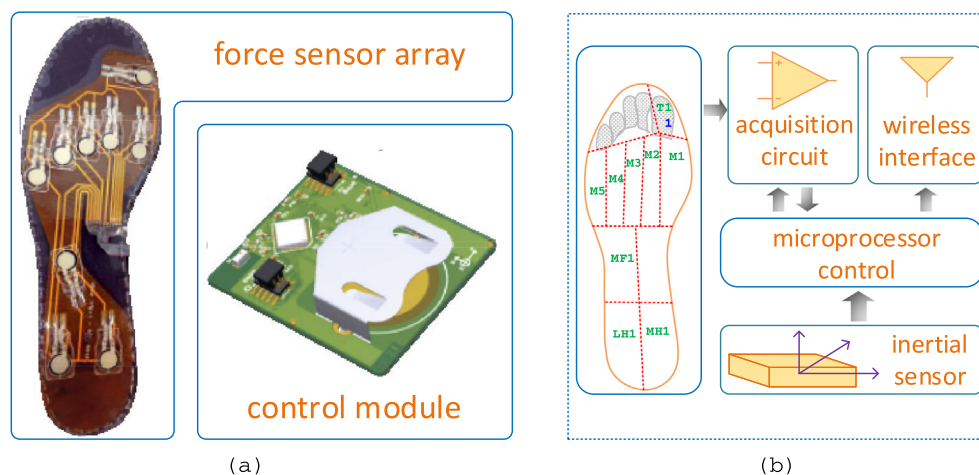 force sensor array
control module
(a)
T1
1
M1
M2
M3
M4
M5
MF1
LH1
MH1
acquisition
circuit
wireless
interface
microprocessor
control
inertial
sensor
(b)